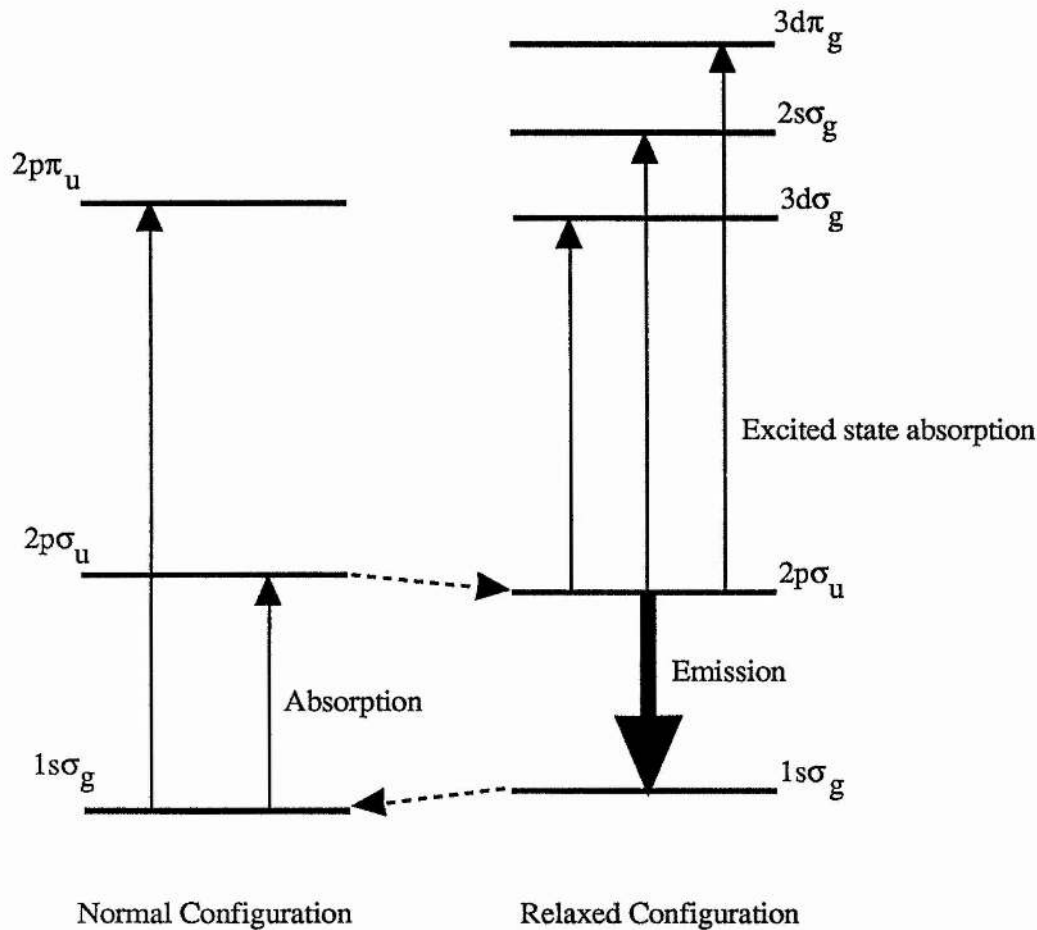 3dπg
2sσg
2pπu
3dσg
Excited state absorption
2pσu
2pσu
Emission
Absorption
1sσg
1sσg
Normal Configuration
Relaxed Configuration